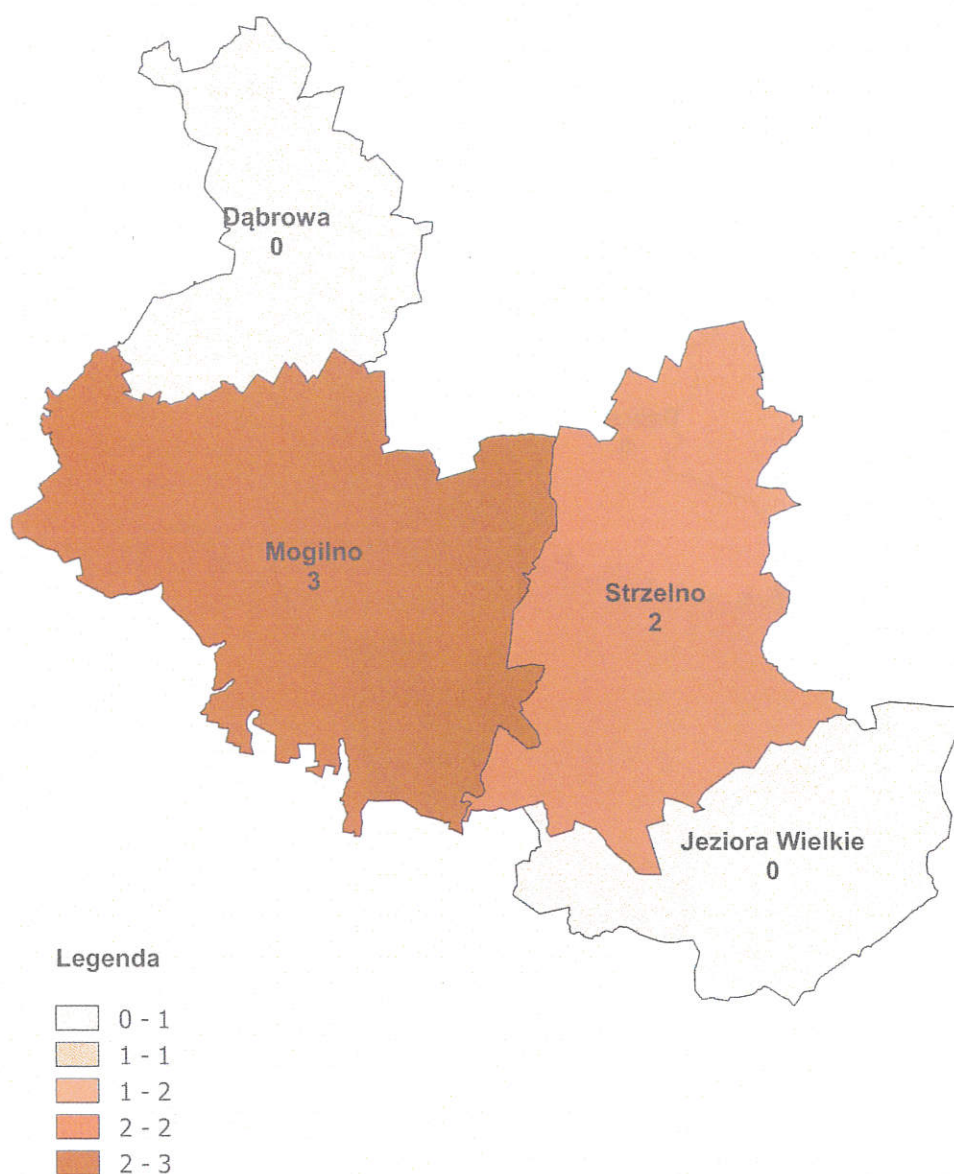 Dąbrowa
0
Mogilno
3
Strzelno
2
Jeziora Wielkie
0
Legenda
0 - 1
1 - 1
1 - 2
2 - 2
2 - 3